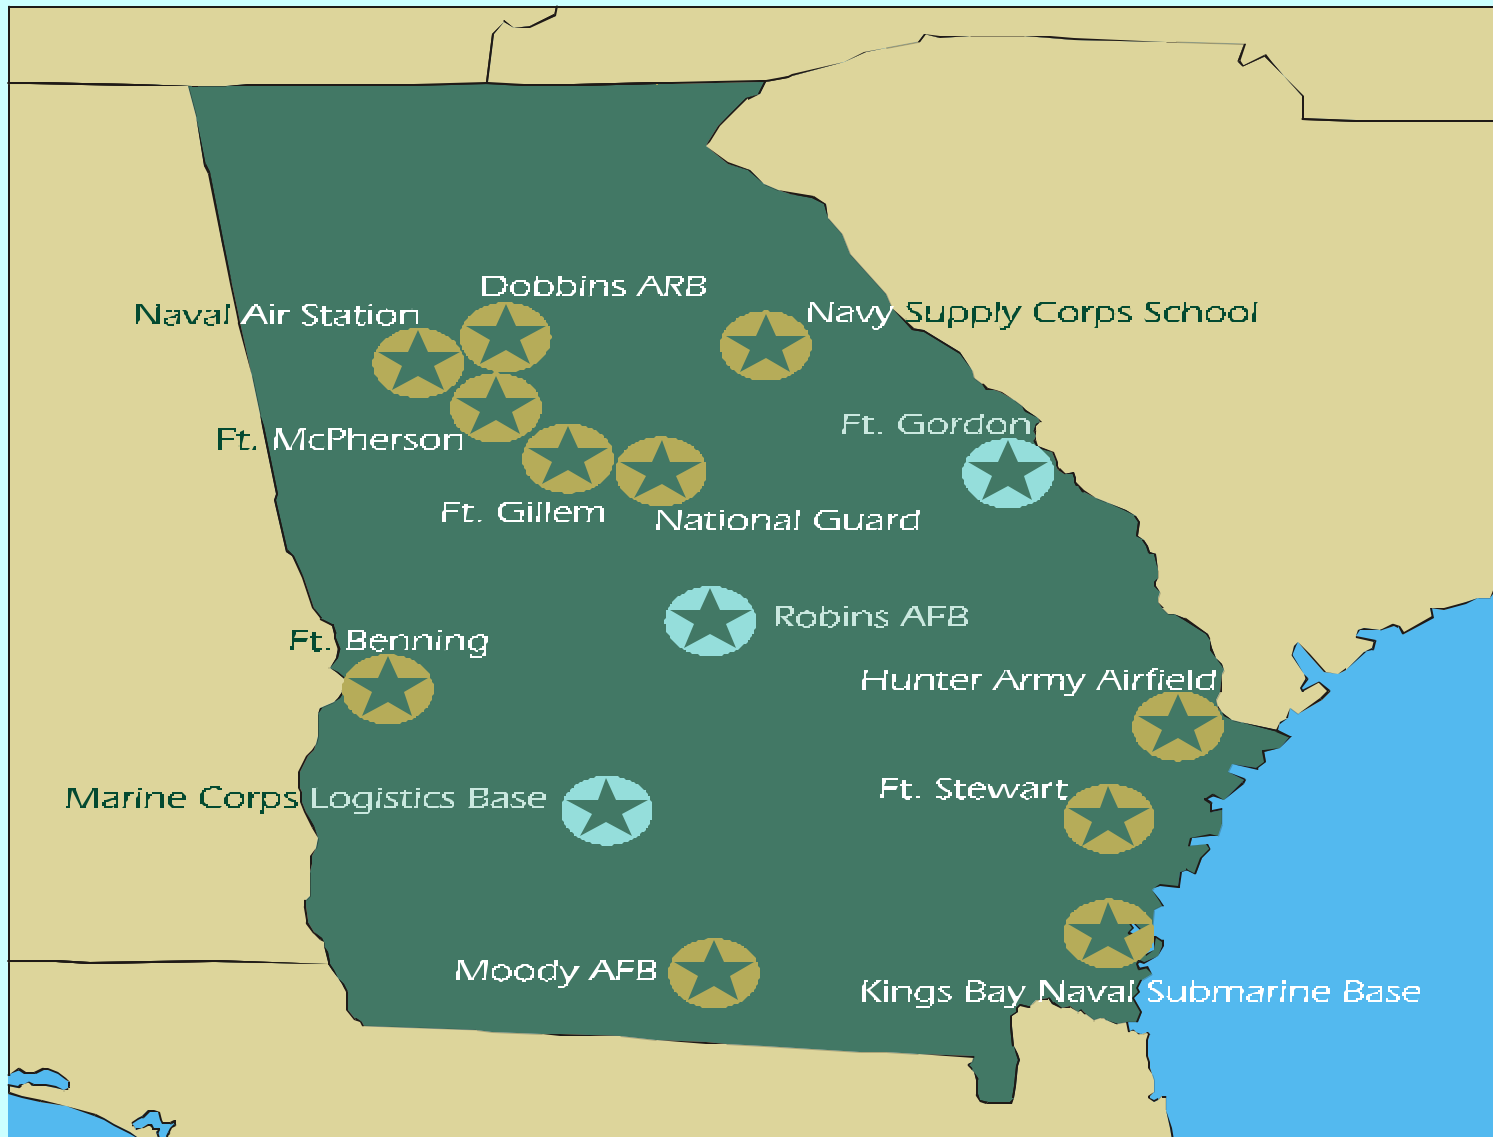 Dobbins ARB
Naval Air Station
Navy Supply Corps School
Ft. McPherson
Ft. Gordon
Ft. Gillem
National Guard
Robins AFB
Ft. Benning
Hunter Army Airfield
Ft. Stewart
Marine Corps Logistics Base
Moody AFB
Kings Bay Naval Submarine Base